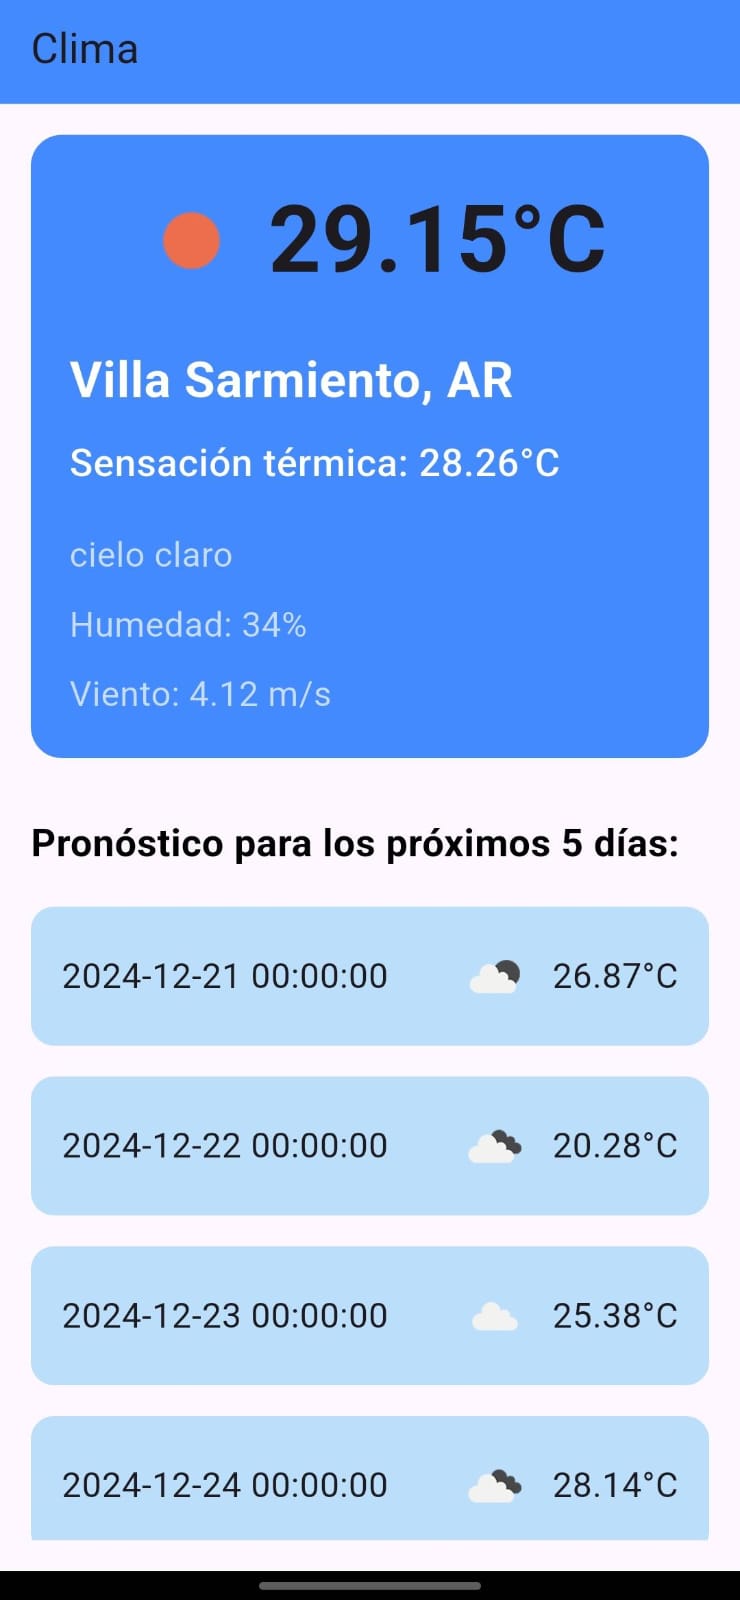 Clima
29.15°C
Villa Sarmiento, AR
Sensación térmica: 28.26°C
cielo claro
Humedad: 34%
Viento: 4.12 m/s
Pronóstico para los próximos 5 días:
2024-12-21 00:00:00 26.87°C
2024-12-22 00:00:00 20.28°C
2024-12-23 00:00:00 25.38°C
2024-12-24 00:00:00 28.14°C